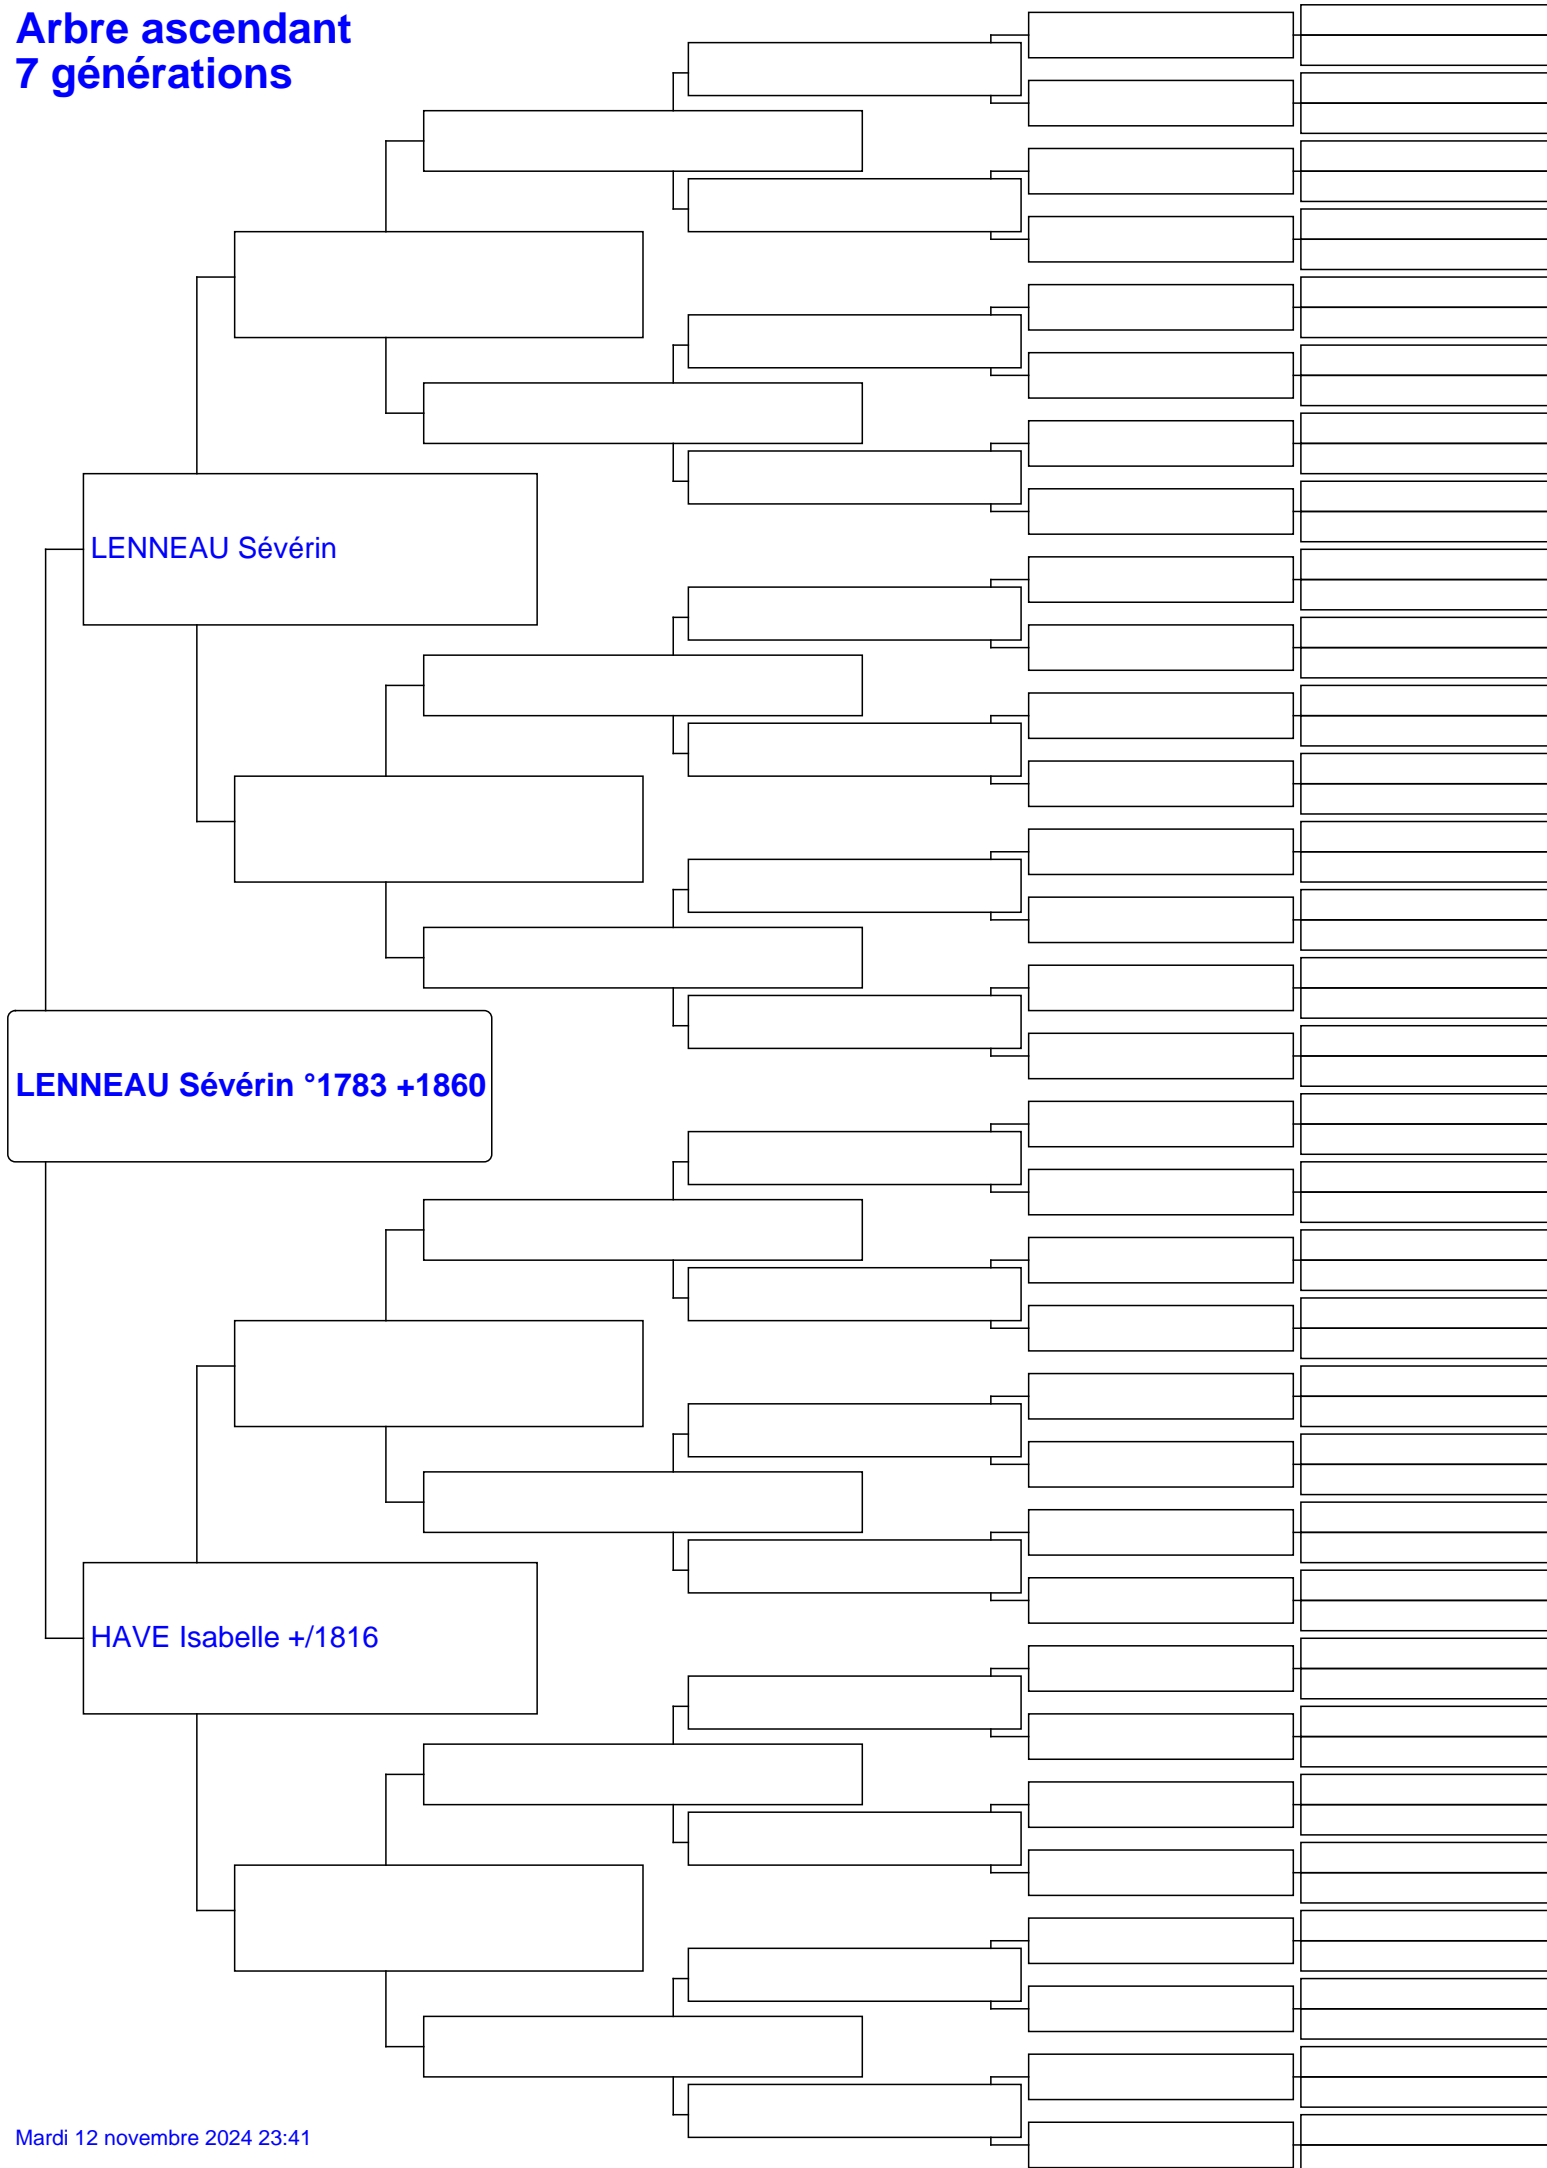 Arbre ascendant
7 générations
LENNEAU Sévérin
LENNEAU Sévérin °1783 +1860
HAVE Isabelle +/1816
Mardi 12 novembre 2024 23:41